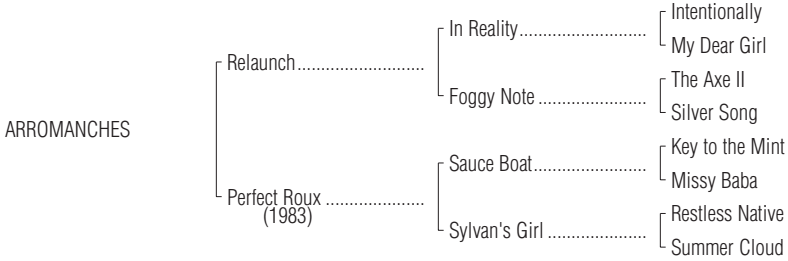 Intentionally
In Reality...........................
My Dear Girl
Relaunch...........................
The Axe II
Foggy Note.......................
Silver Song
ARROMANCHES
Key to the Mint
Sauce Boat........................
Missy Baba
Perfect Roux.....................
(1983)
Restless Native
Sylvan's Girl.....................
Summer Cloud